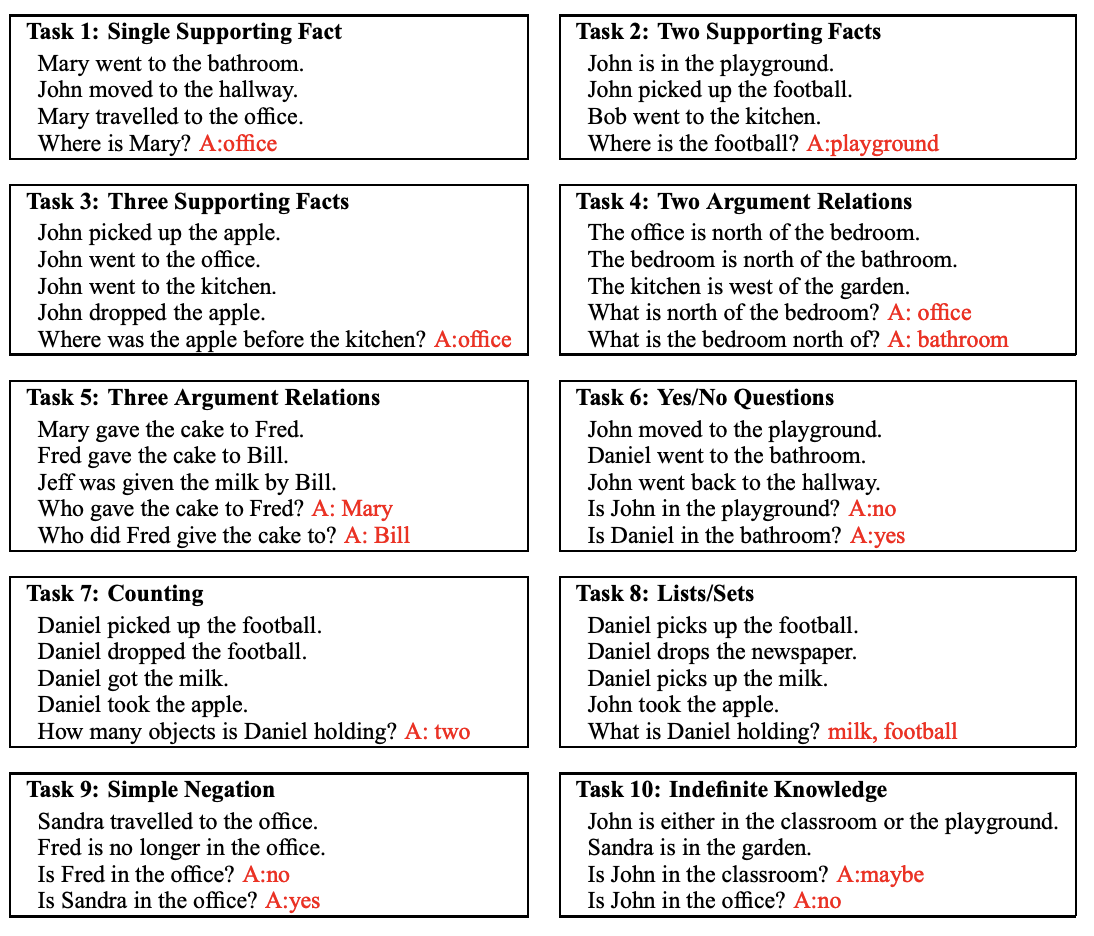 Task 1: Single Supporting Fact
Mary went to the bathroom.
John moved to the hallway.
Mary travelled to the office.
Where is Mary? A:office
Task 2: Two Supporting Facts
John is in the playground.
John picked up the football.
Bob went to the kitchen.
Where is the football? A:playground
Task 3: Three Supporting Facts
John picked up the apple.
John went to the office.
John went to the kitchen.
John dropped the apple.
Where was the apple before the kitchen? A:office
Task 4: Two Argument Relations
The office is north of the bedroom.
The bedroom is north of the bathroom.
The kitchen is west of the garden.
What is north of the bedroom? A: office
What is the bedroom north of? A: bathroom
Task 5: Three Argument Relations
Mary gave the cake to Fred.
Fred gave the cake to Bill.
Jeff was given the milk by Bill.
Who gave the cake to Fred? A: Mary
Who did Fred give the cake to? A: Bill
Task 6: Yes/No Questions
John moved to the playground.
Daniel went to the bathroom.
John went back to the hallway.
Is John in the playground? A:no
Is Daniel in the bathroom? A:yes
Task 7: Counting
Daniel picked up the football.
Daniel dropped the football.
Daniel got the milk.
Daniel took the apple.
How many objects is Daniel holding? A: two
Task 8: Lists/Sets
Daniel picks up the football.
Daniel drops the newspaper.
Daniel picks up the milk.
John took the apple.
What is Daniel holding? milk, football
Task 9: Simple Negation
Sandra travelled to the office.
Fred is no longer in the office.
Is Fred in the office? A:no
Is Sandra in the office? A:yes
Task 10: Indefinite Knowledge
John is either in the classroom or the playground.
Sandra is in the garden.
Is John in the classroom? A:maybe
Is John in the office? A:no